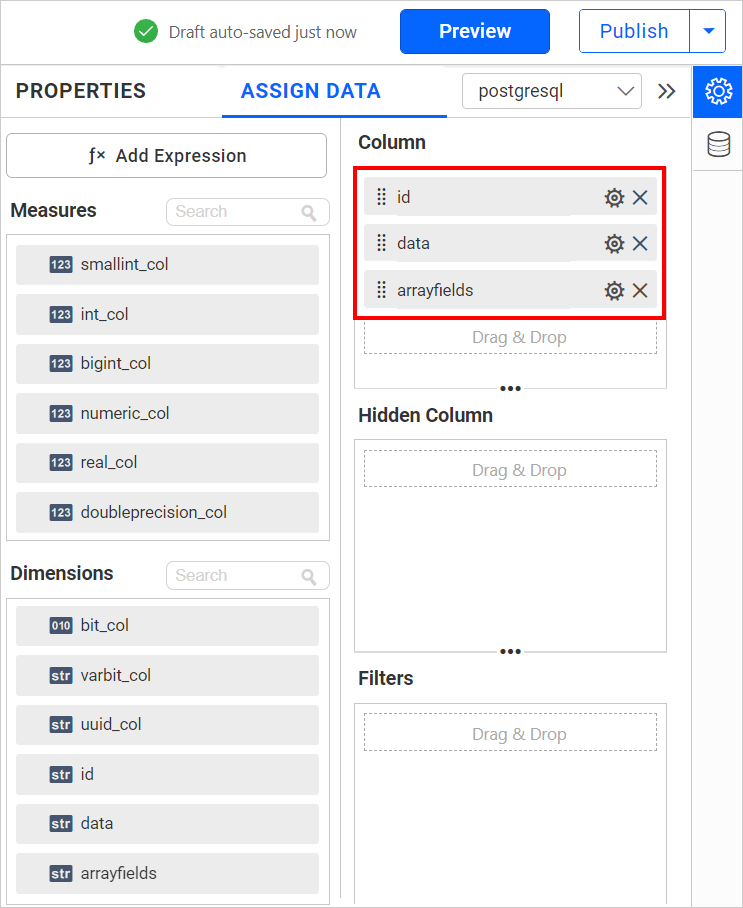 Draft auto-saved just now
Preview
Publish
PROPERTIES
ASSIGN DATA
postgresql
ƒ× Add Expression
Measures
Search
123 smallint_col
123 int_col
123 bigint_col
123 numeric_col
123 real_col
123 doubleprecision_col
Dimensions
Search
010 bit_col
str varbit_col
str uuid_col
str id
str data
str arrayfields
Column
id
data
arrayfields
Drag & Drop
Hidden Column
Drag & Drop
Filters
Drag & Drop